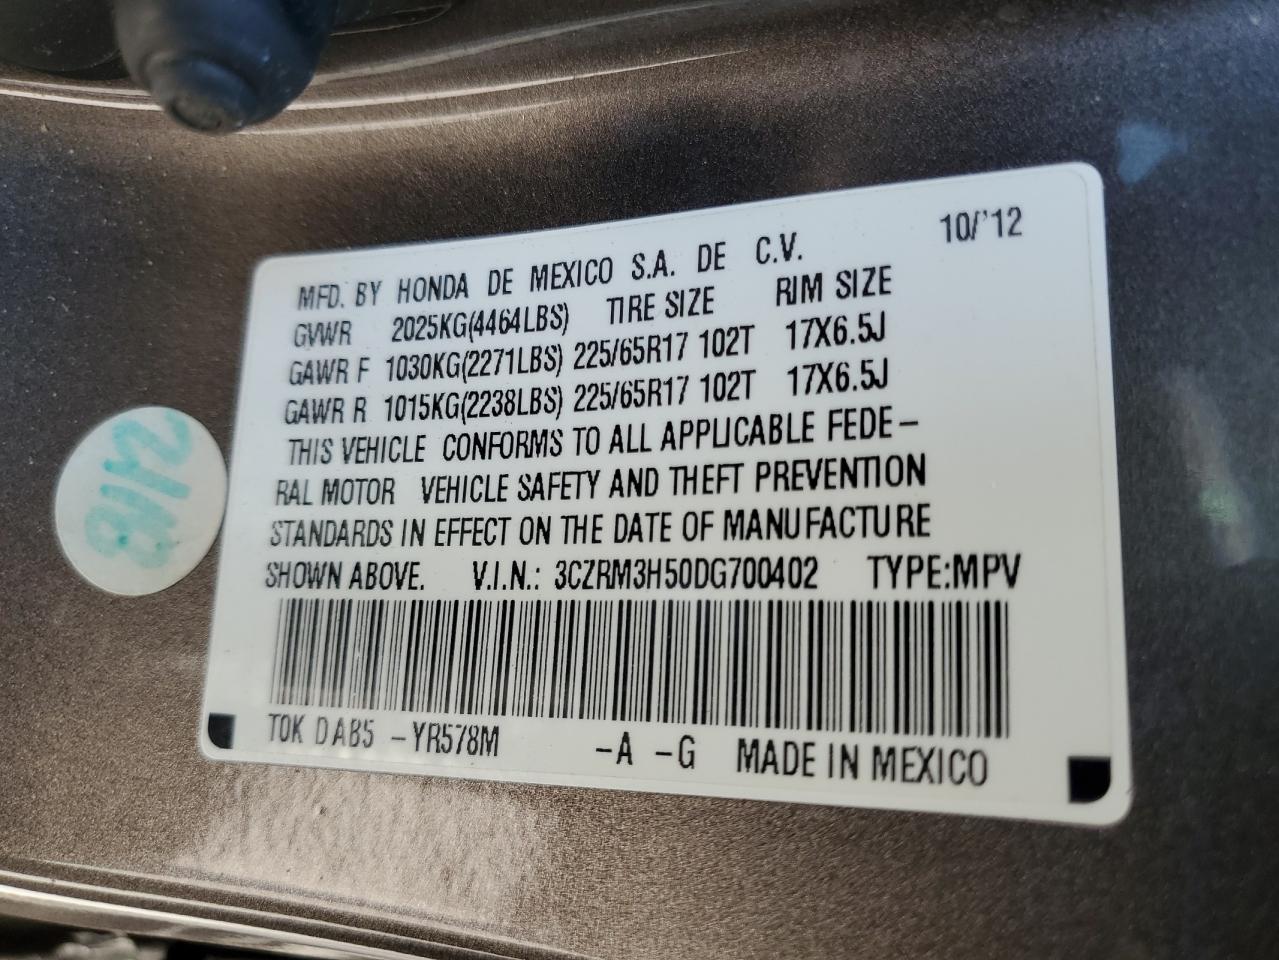 10/'12
MFD. BY HONDA DE MEXICO S.A. DE C.V.
GVWR 2025KG(4464LBS) TIRE SIZE RIM SIZE
GAWR F 1030KG(2271LBS) 225/65R17 102T 17X6.5J
GAWR R 1015KG(2238LBS) 225/65R17 102T 17X6.5J
THIS VEHICLE CONFORMS TO ALL APPLICABLE FEDE-
RAL MOTOR VEHICLE SAFETY AND THEFT PREVENTION
STANDARDS IN EFFECT ON THE DATE OF MANUFACTURE
SHOWN ABOVE. V.I.N.: 3CZRM3H50DG700402 TYPE:MPV
T0K DAB5 -YR578M -A -G MADE IN MEXICO